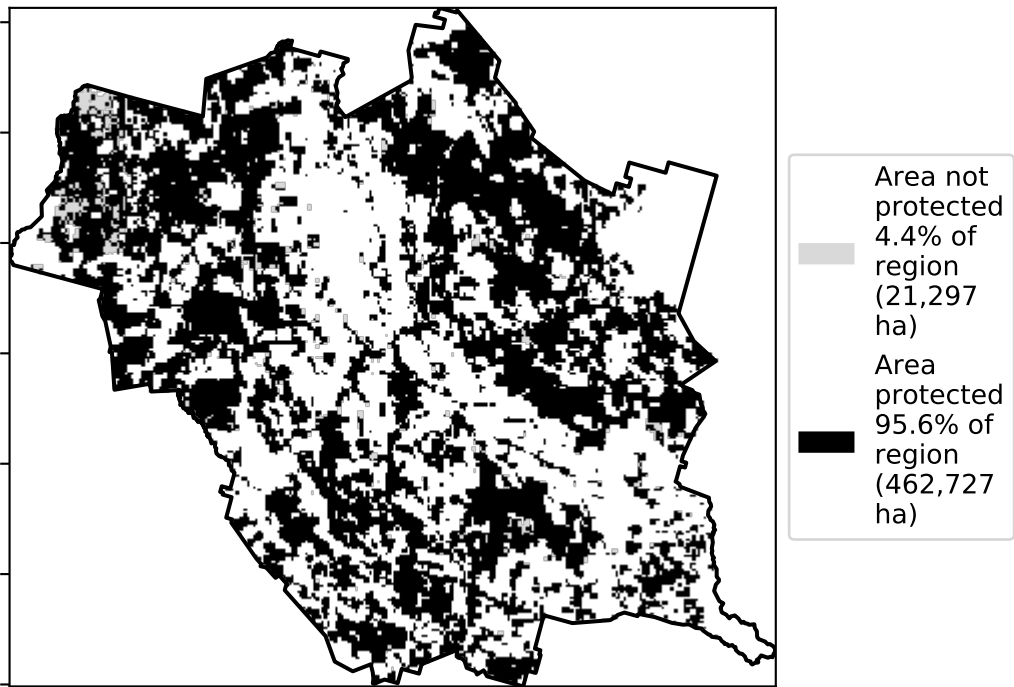 Area not
protected
4.4% of
region
(21,297
ha)
Area
protected
95.6% of
region
(462,727
ha)